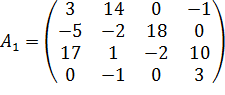 A₁ =
3 14 0 −1
−5 −2 18 0
17 1 −2 10
0 −1 0 3